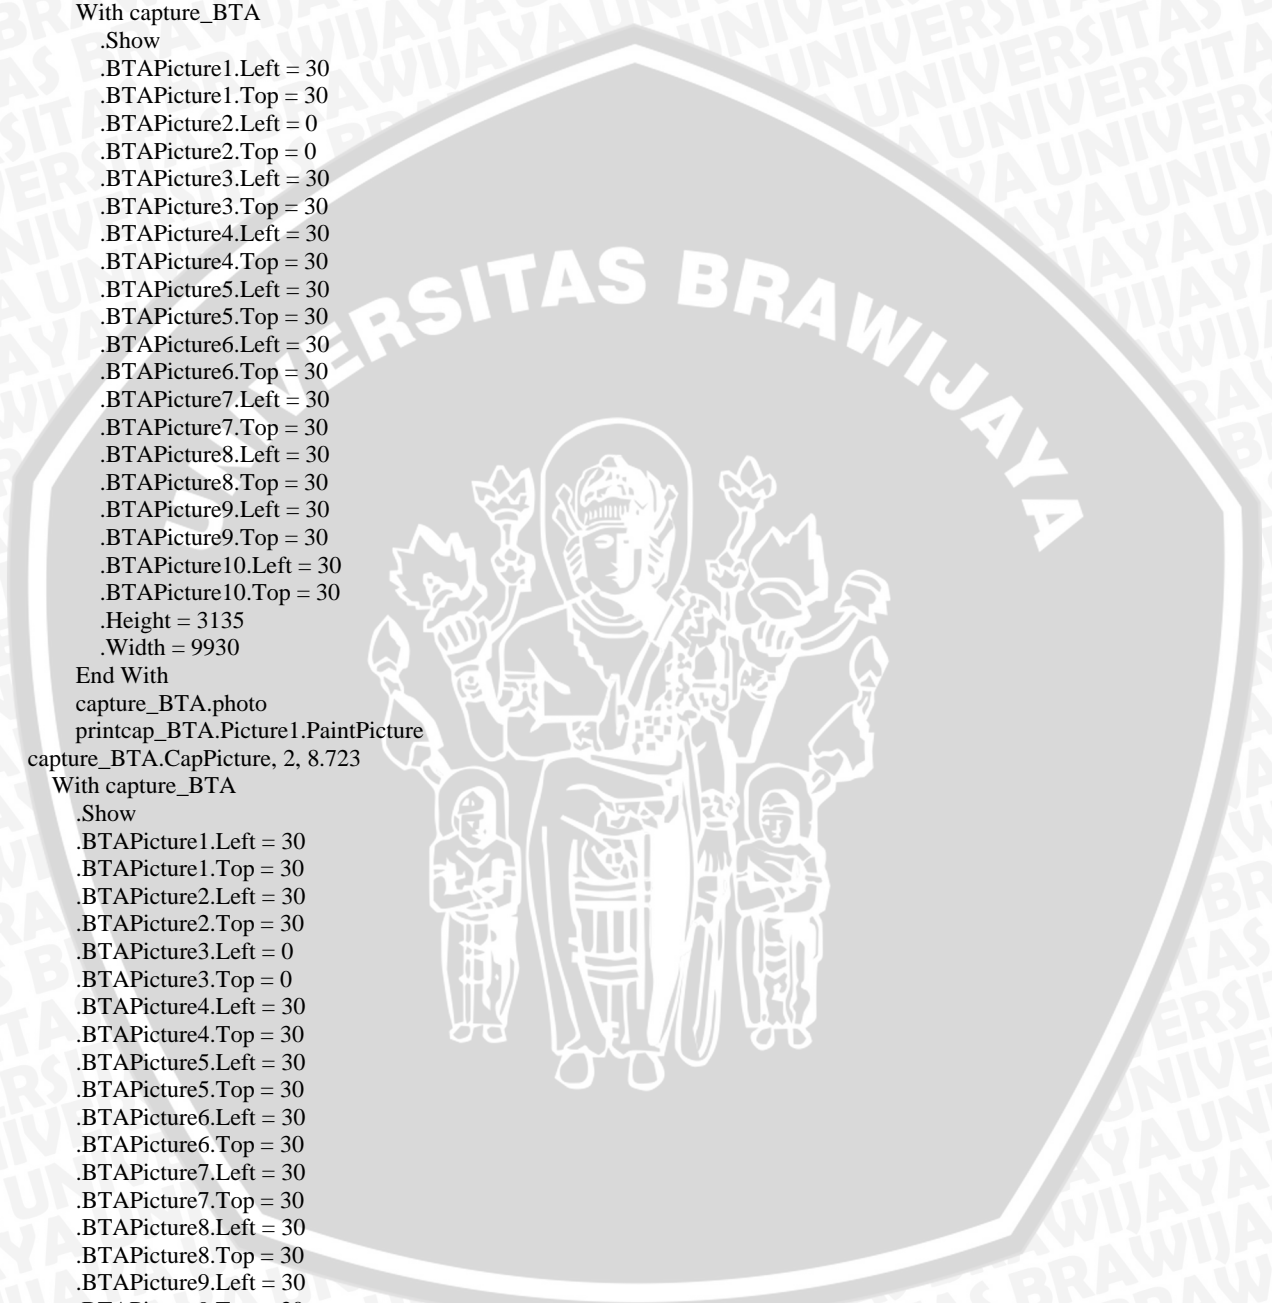 With capture_BTA
.Show
.BTAPicture1.Left = 30
.BTAPicture1.Top = 30
.BTAPicture2.Left = 0
.BTAPicture2.Top = 0
.BTAPicture3.Left = 30
.BTAPicture3.Top = 30
.BTAPicture4.Left = 30
.BTAPicture4.Top = 30
.BTAPicture5.Left = 30
.BTAPicture5.Top = 30
.BTAPicture6.Left = 30
.BTAPicture6.Top = 30
.BTAPicture7.Left = 30
.BTAPicture7.Top = 30
.BTAPicture8.Left = 30
.BTAPicture8.Top = 30
.BTAPicture9.Left = 30
.BTAPicture9.Top = 30
.BTAPicture10.Left = 30
.BTAPicture10.Top = 30
.Height = 3135
.Width = 9930
End With
capture_BTA.photo
printcap_BTA.Picture1.PaintPicture
capture_BTA.CapPicture, 2, 8.723
With capture_BTA
.Show
.BTAPicture1.Left = 30
.BTAPicture1.Top = 30
.BTAPicture2.Left = 30
.BTAPicture2.Top = 30
.BTAPicture3.Left = 0
.BTAPicture3.Top = 0
.BTAPicture4.Left = 30
.BTAPicture4.Top = 30
.BTAPicture5.Left = 30
.BTAPicture5.Top = 30
.BTAPicture6.Left = 30
.BTAPicture6.Top = 30
.BTAPicture7.Left = 30
.BTAPicture7.Top = 30
.BTAPicture8.Left = 30
.BTAPicture8.Top = 30
.BTAPicture9.Left = 30
UNIVERSITAS BRAWIJAYA